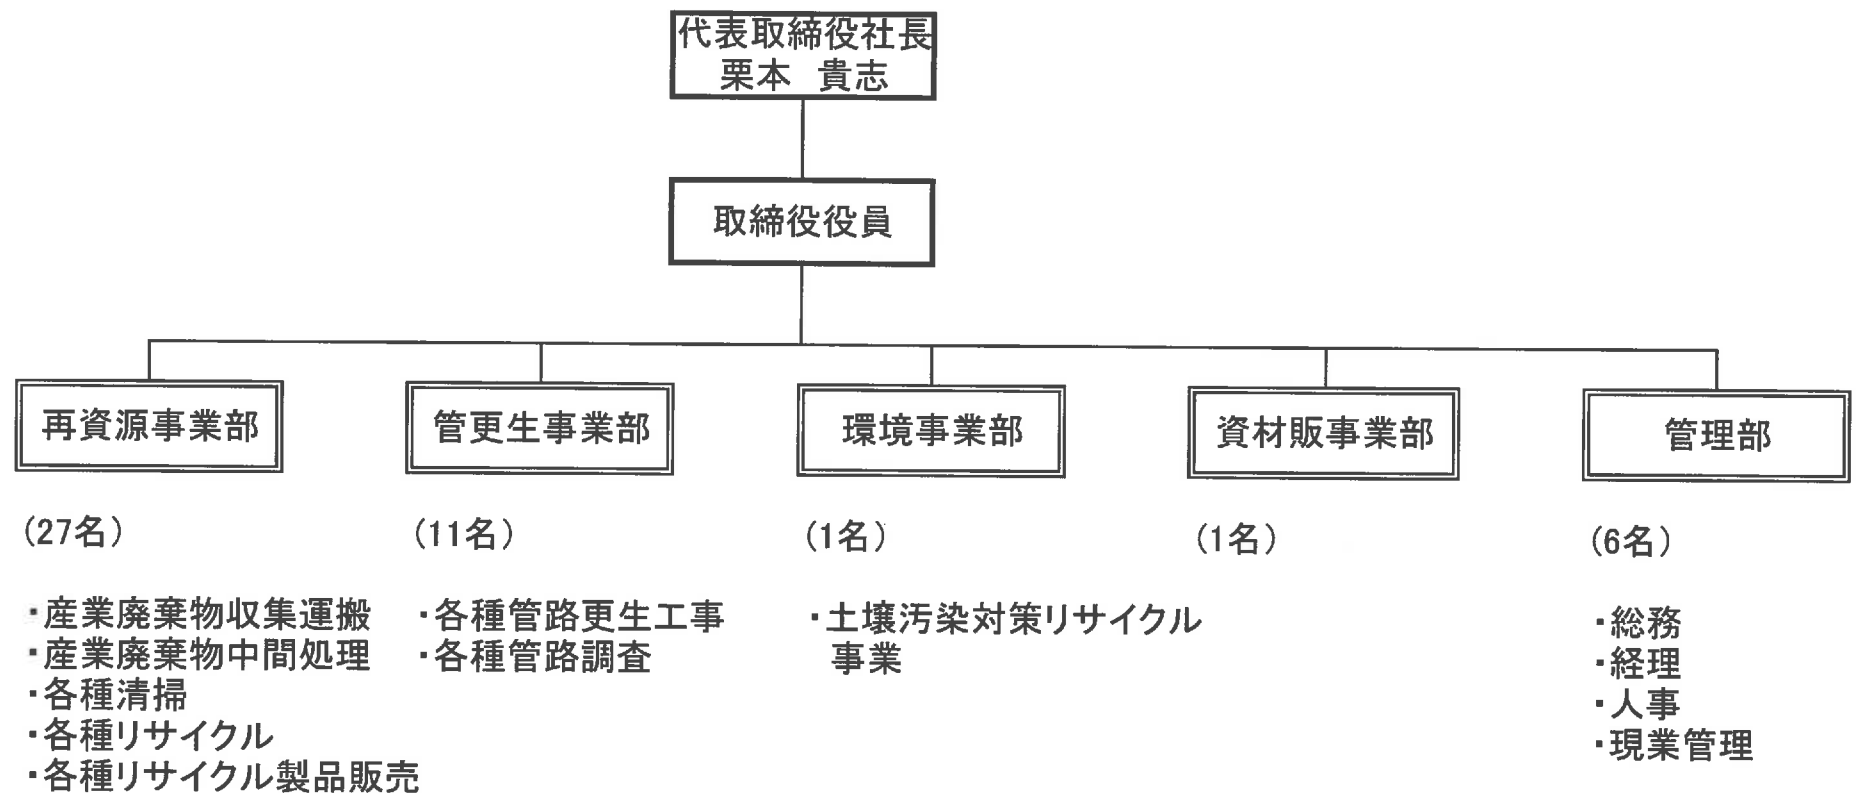 代表取締役社長
栗本　貴志
取締役役員
再資源事業部
管更生事業部
環境事業部
資材販事業部
管理部
(27名)
(11名)
(1名)
(1名)
(6名)
・産業廃棄物収集運搬
・産業廃棄物中間処理
・各種清掃
・各種リサイクル
・各種リサイクル製品販売
・各種管路更生工事
・各種管路調査
・土壌汚染対策リサイクル
事業
・総務
・経理
・人事
・現業管理